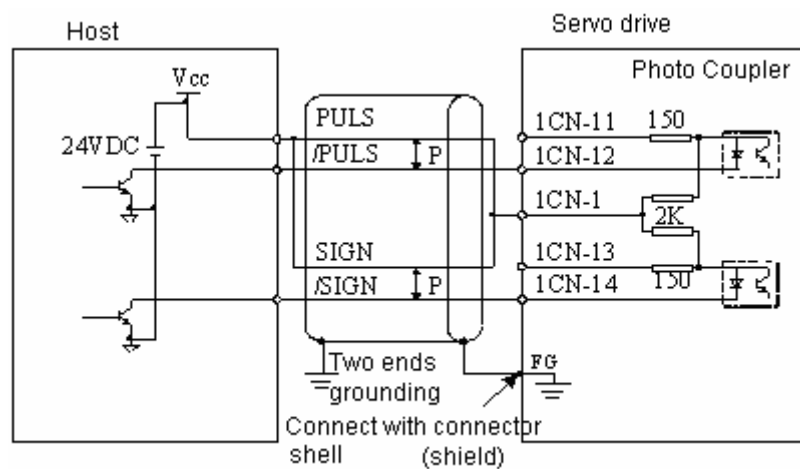 Host
Servo drive
Photo Coupler
Vcc
24VDC
PULS
/PULS
P
1CN-11
150
1CN-12
1CN-1
2K
SIGN
/SIGN
P
1CN-13
1CN-14
150
Two ends
grounding
FG
Connect with connector
shell
(shield)